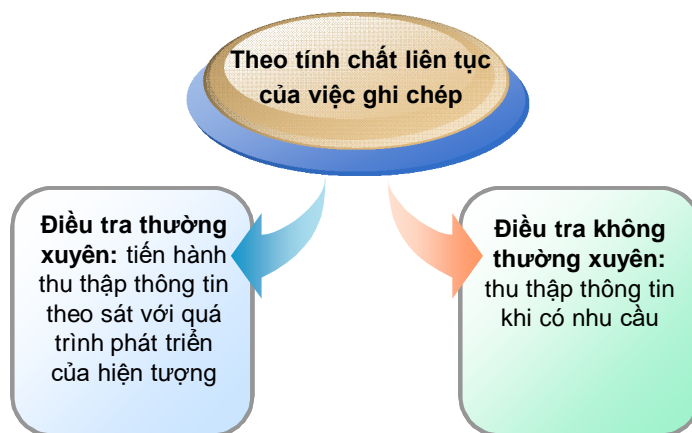 Theo tính chất liên tục
của việc ghi chép
Điều tra thường
xuyên: tiến hành
thu thập thông tin
theo sát với quá
trình phát triển
của hiện tượng
Điều tra không
thường xuyên:
thu thập thông tin
khi có nhu cầu